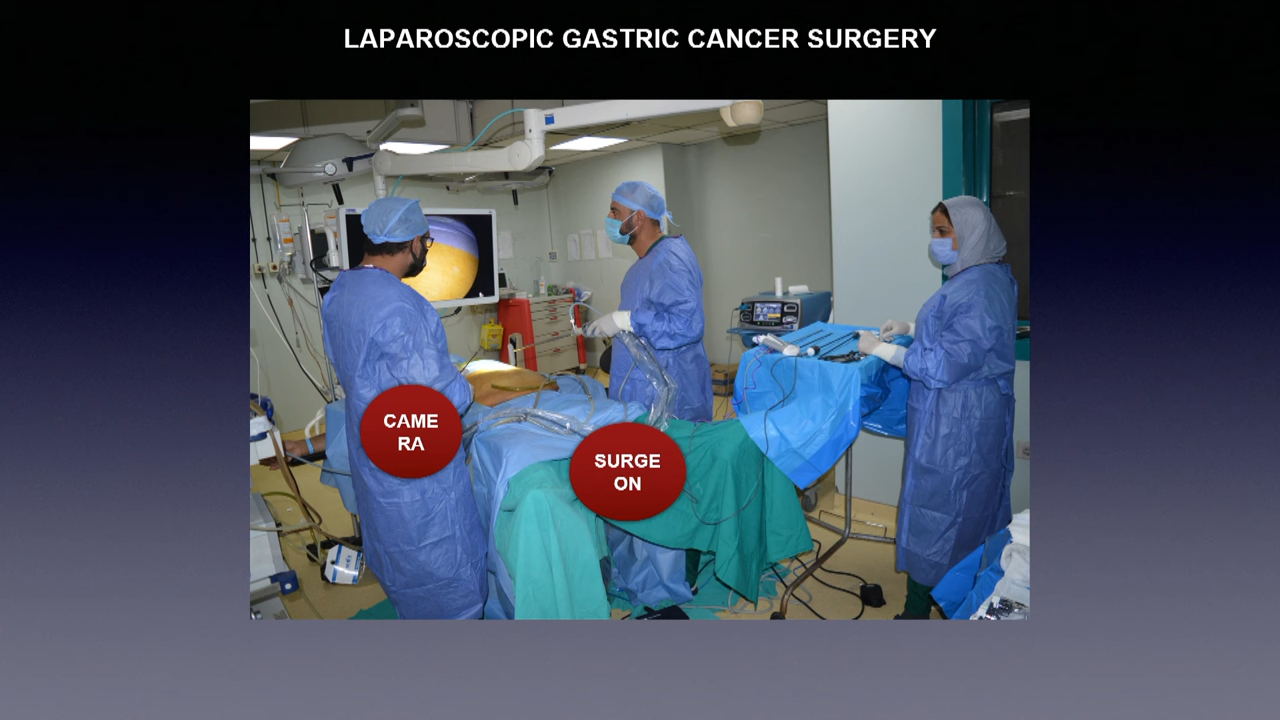 LAPAROSCOPIC GASTRIC CANCER SURGERY
CAME
RA
SURGE
ON